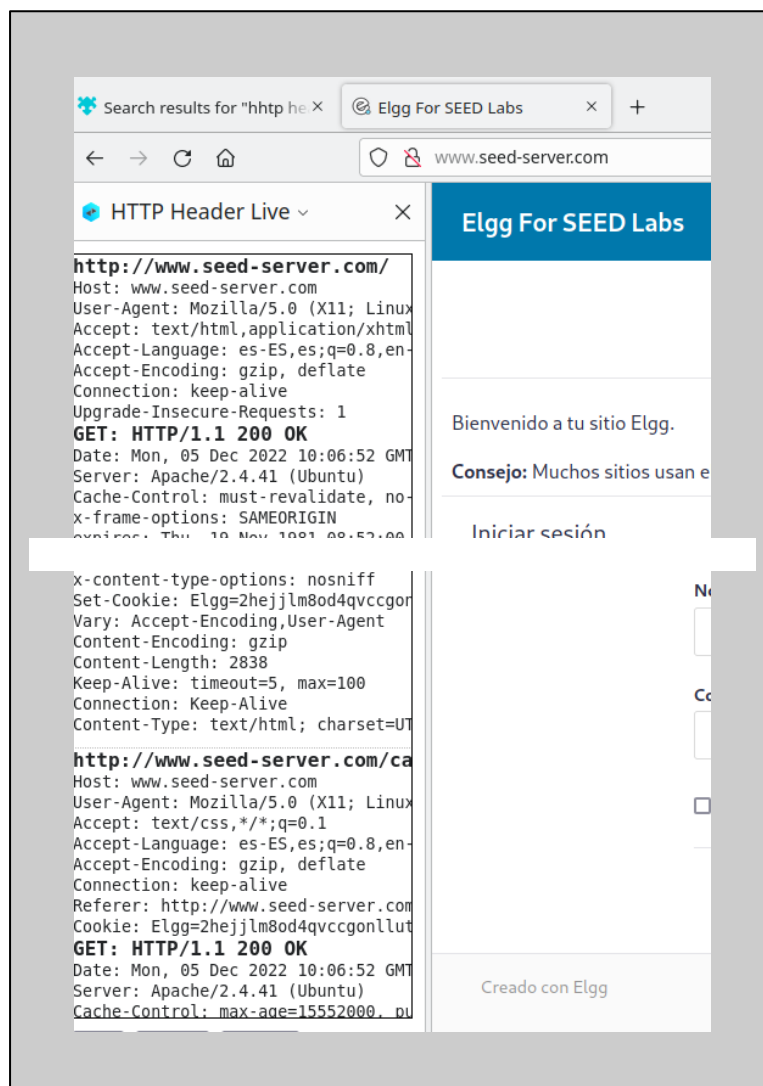 Search results for "hhtp he
Elgg For SEED Labs
www.seed-server.com
HTTP Header Live
http://www.seed-server.com/
Host: www.seed-server.com
User-Agent: Mozilla/5.0 (X11; Linux
Accept: text/html,application/xhtml
Accept-Language: es-ES,es;q=0.8,en-
Accept-Encoding: gzip, deflate
Connection: keep-alive
Upgrade-Insecure-Requests: 1
GET: HTTP/1.1 200 OK
Date: Mon, 05 Dec 2022 10:06:52 GMT
Server: Apache/2.4.41 (Ubuntu)
Cache-Control: must-revalidate, no-
x-frame-options: SAMEORIGIN
expires: Thu, 19 Nov 1981 08:52:00
x-content-type-options: nosniff
Set-Cookie: Elgg=2hejjlm8od4qvccgon
Vary: Accept-Encoding,User-Agent
Content-Encoding: gzip
Content-Length: 2838
Keep-Alive: timeout=5, max=100
Connection: Keep-Alive
Content-Type: text/html; charset=UT
http://www.seed-server.com/ca
Host: www.seed-server.com
User-Agent: Mozilla/5.0 (X11; Linux
Accept: text/css,*/*;q=0.1
Accept-Language: es-ES,es;q=0.8,en-
Accept-Encoding: gzip, deflate
Connection: keep-alive
Referer: http://www.seed-server.com
Cookie: Elgg=2hejjlm8od4qvccgonllut
GET: HTTP/1.1 200 OK
Date: Mon, 05 Dec 2022 10:06:52 GMT
Server: Apache/2.4.41 (Ubuntu)
Cache-Control: max-age=15552000, pu
Elgg For SEED Labs
Bienvenido a tu sitio Elgg.
Consejo: Muchos sitios usan e
Iniciar sesión
Creado con Elgg